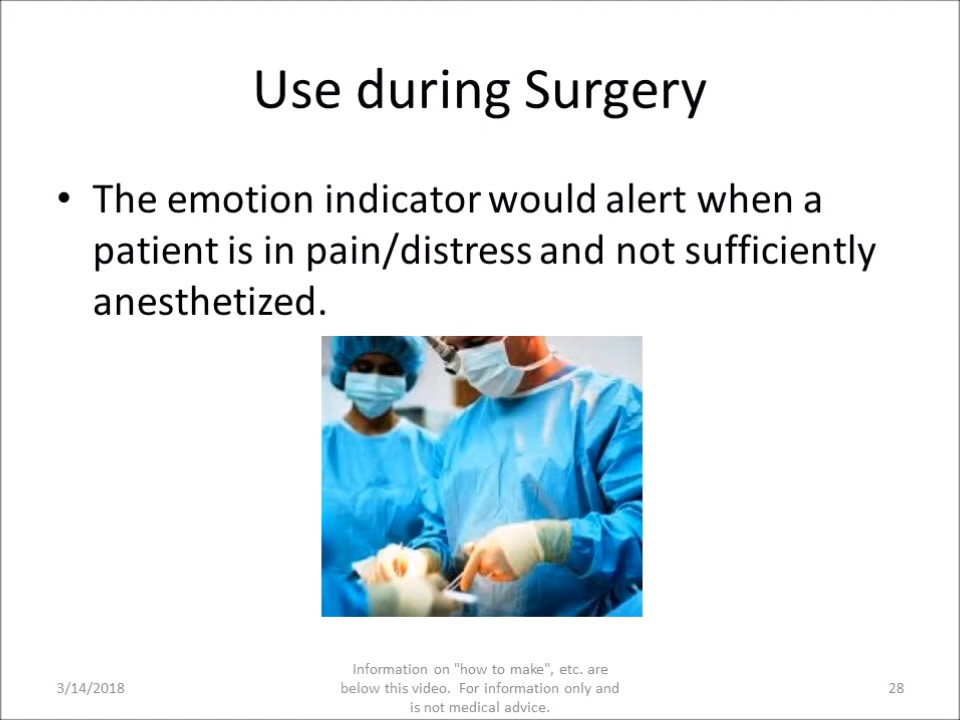 Use during Surgery
• The emotion indicator would alert when a
patient is in pain/distress and not sufficiently
anesthetized.
3/14/2018
Information on "how to make", etc. are
below this video.  For information only and
is not medical advice.
28